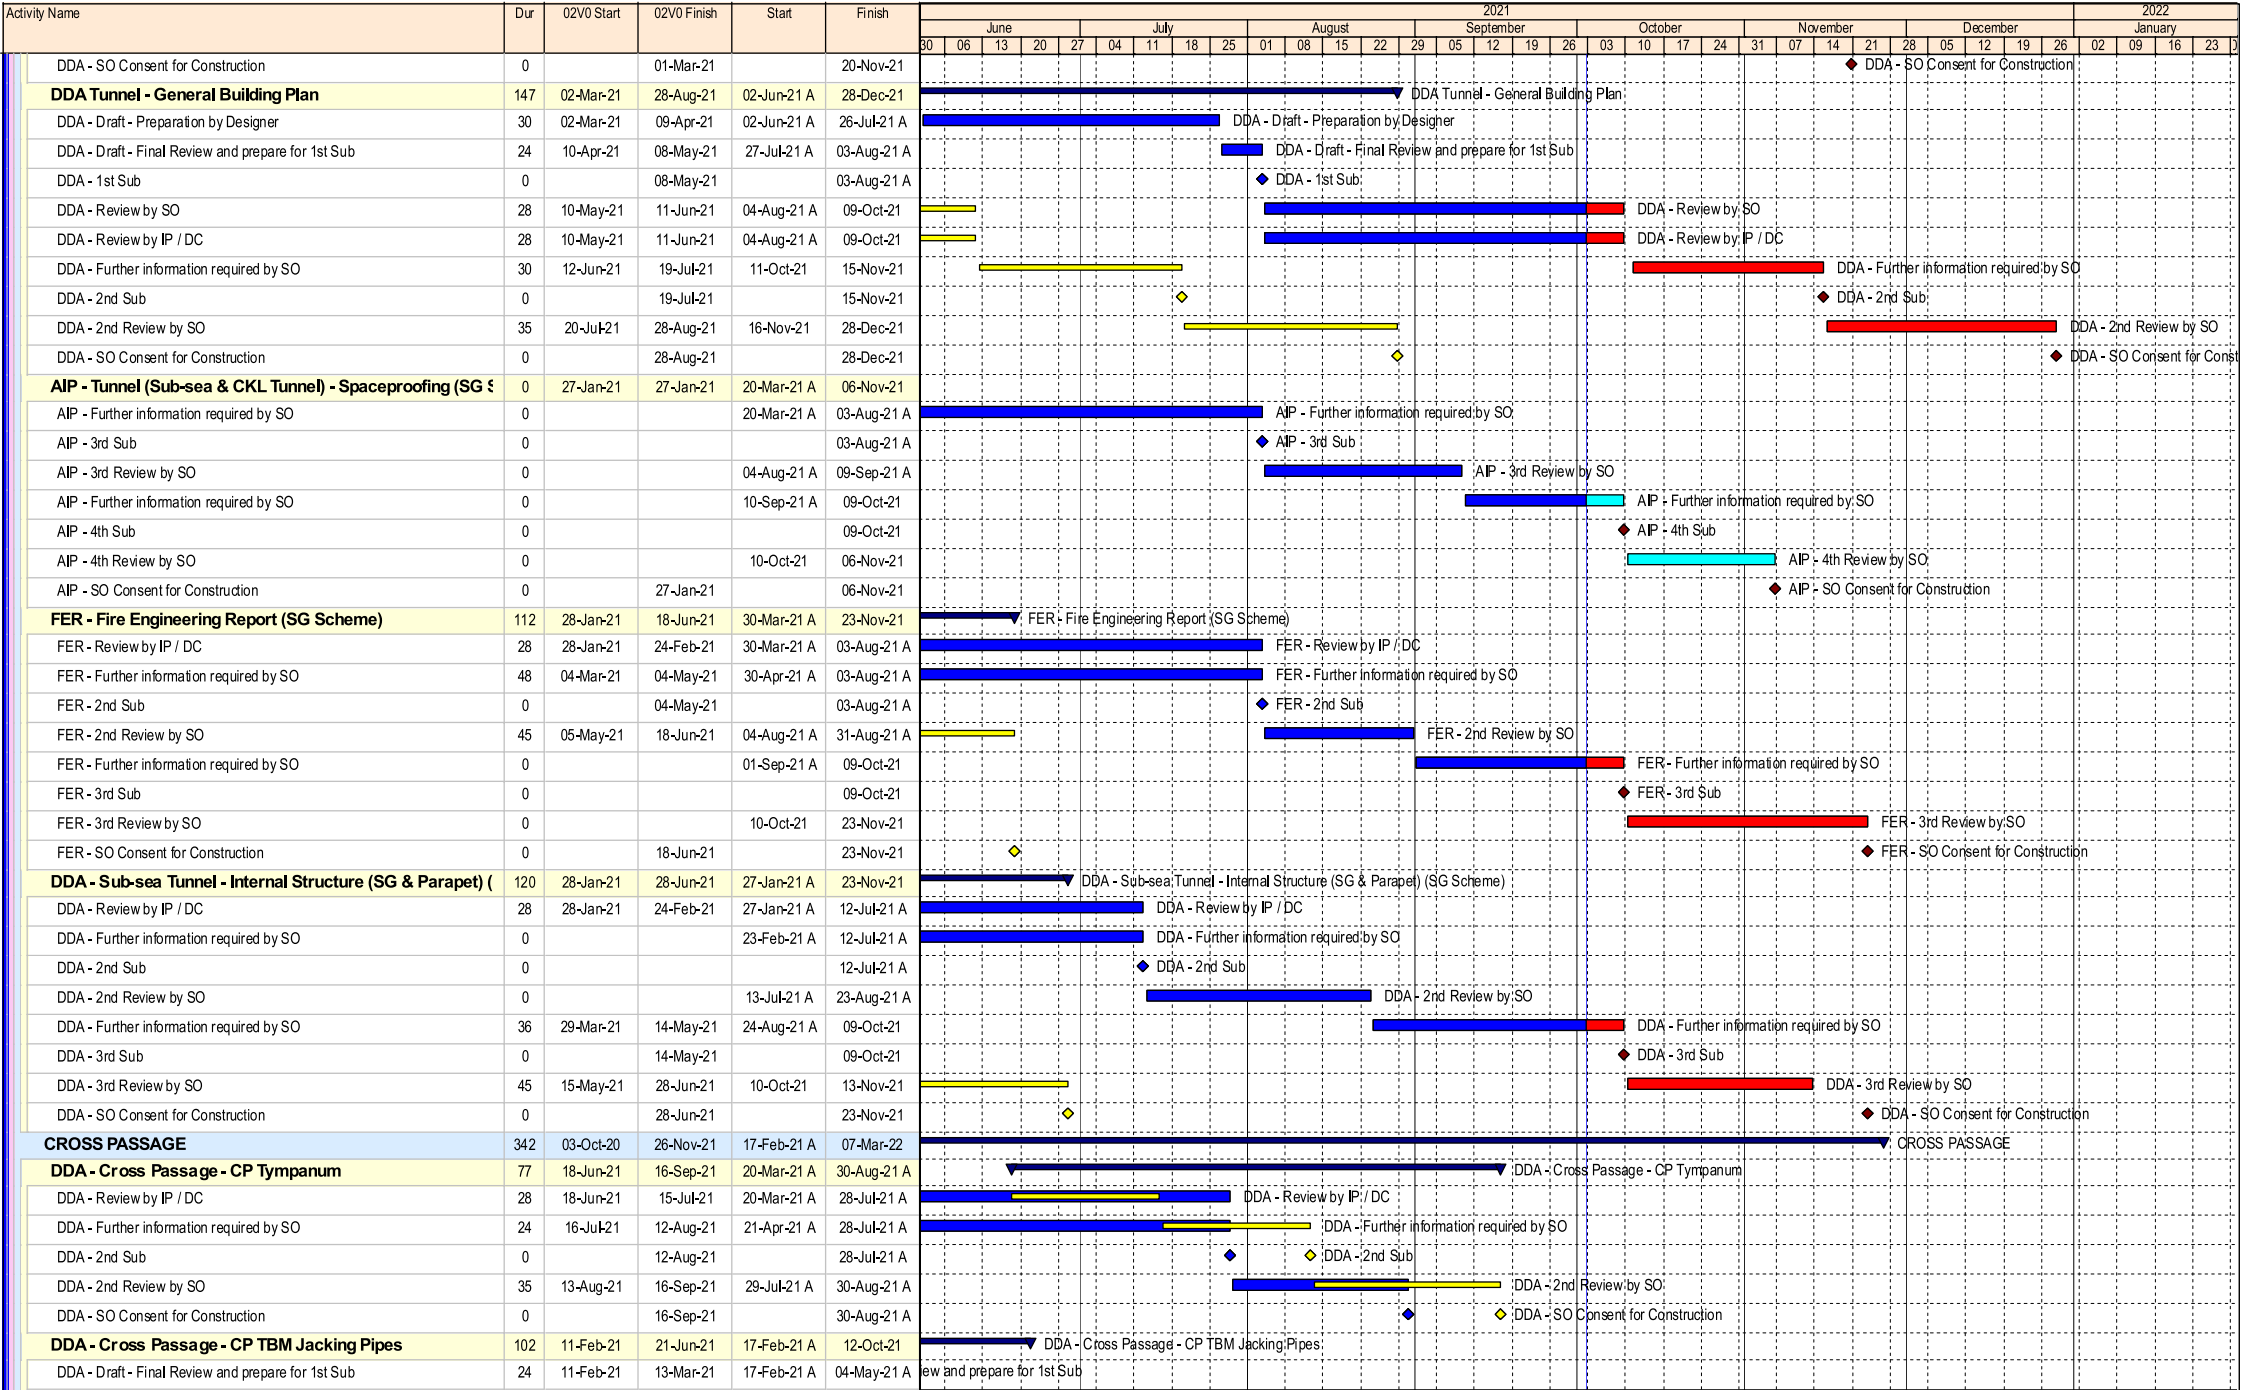 Activity Name Dur 02V0 Start 02V0 Finish Start Finish 2021 2022
June July August September October November December January
30 06 13 20 27 04 11 18 25 01 08 15 22 29 05 12 19 26 03 10 17 24 31 07 14 21 28 05 12 19 26 02 09 16 23
DDA - SO Consent for Construction 0 01-Mar-21 20-Nov-21 DDA - SO Consent for Construction
DDA Tunnel - General Building Plan 147 02-Mar-21 28-Aug-21 02-Jun-21 A 28-Dec-21 DDA Tunnel - General Building Plan
DDA - Draft - Preparation by Designer 30 02-Mar-21 09-Apr-21 02-Jun-21 A 26-Jul-21 A DDA - Draft - Preparation by Designer
DDA - Draft - Final Review and prepare for 1st Sub 24 10-Apr-21 08-May-21 27-Jul-21 A 03-Aug-21 A DDA - Draft - Final Review and prepare for 1st Sub
DDA - 1st Sub 0 08-May-21 03-Aug-21 A DDA - 1st Sub
DDA - Review by SO 28 10-May-21 11-Jun-21 04-Aug-21 A 09-Oct-21 DDA - Review by SO
DDA - Review by IP / DC 28 10-May-21 11-Jun-21 04-Aug-21 A 09-Oct-21 DDA - Review by IP / DC
DDA - Further information required by SO 30 12-Jun-21 19-Jul-21 11-Oct-21 15-Nov-21 DDA - Further information required by SO
DDA - 2nd Sub 0 19-Jul-21 15-Nov-21 DDA - 2nd Sub
DDA - 2nd Review by SO 35 20-Jul-21 28-Aug-21 16-Nov-21 28-Dec-21 DDA - 2nd Review by SO
DDA - SO Consent for Construction 0 28-Aug-21 28-Dec-21 DDA - SO Consent for Const
AIP - Tunnel (Sub-sea & CKL Tunnel) - Spaceproofing (SG S 0 27-Jan-21 27-Jan-21 20-Mar-21 A 06-Nov-21
AIP - Further information required by SO 0 20-Mar-21 A 03-Aug-21 A AIP - Further information required by SO
AIP - 3rd Sub 0 03-Aug-21 A AIP - 3rd Sub
AIP - 3rd Review by SO 0 04-Aug-21 A 09-Sep-21 A AIP - 3rd Review by SO
AIP - Further information required by SO 0 10-Sep-21 A 09-Oct-21 AIP - Further information required by SO
AIP - 4th Sub 0 09-Oct-21 AIP - 4th Sub
AIP - 4th Review by SO 0 10-Oct-21 06-Nov-21 AIP - 4th Review by SO
AIP - SO Consent for Construction 0 27-Jan-21 06-Nov-21 AIP - SO Consent for Construction
FER - Fire Engineering Report (SG Scheme) 112 28-Jan-21 18-Jun-21 30-Mar-21 A 23-Nov-21 FER - Fire Engineering Report (SG Scheme)
FER - Review by IP / DC 28 28-Jan-21 24-Feb-21 30-Mar-21 A 03-Aug-21 A FER - Review by IP / DC
FER - Further information required by SO 48 04-Mar-21 04-May-21 30-Apr-21 A 03-Aug-21 A FER - Further information required by SO
FER - 2nd Sub 0 04-May-21 03-Aug-21 A FER - 2nd Sub
FER - 2nd Review by SO 45 05-May-21 18-Jun-21 04-Aug-21 A 31-Aug-21 A FER - 2nd Review by SO
FER - Further information required by SO 0 01-Sep-21 A 09-Oct-21 FER - Further information required by SO
FER - 3rd Sub 0 09-Oct-21 FER - 3rd Sub
FER - 3rd Review by SO 0 10-Oct-21 23-Nov-21 FER - 3rd Review by SO
FER - SO Consent for Construction 0 18-Jun-21 23-Nov-21 FER - SO Consent for Construction
DDA - Sub-sea Tunnel - Internal Structure (SG & Parapet) ( 120 28-Jan-21 28-Jun-21 27-Jan-21 A 23-Nov-21 DDA - Sub-sea Tunnel - Internal Structure (SG & Parapet) (SG Scheme)
DDA - Review by IP / DC 28 28-Jan-21 24-Feb-21 27-Jan-21 A 12-Jul-21 A DDA - Review by IP / DC
DDA - Further information required by SO 0 23-Feb-21 A 12-Jul-21 A DDA - Further information required by SO
DDA - 2nd Sub 0 12-Jul-21 A DDA - 2nd Sub
DDA - 2nd Review by SO 0 13-Jul-21 A 23-Aug-21 A DDA - 2nd Review by SO
DDA - Further information required by SO 36 29-Mar-21 14-May-21 24-Aug-21 A 09-Oct-21 DDA - Further information required by SO
DDA - 3rd Sub 0 14-May-21 09-Oct-21 DDA - 3rd Sub
DDA - 3rd Review by SO 45 15-May-21 28-Jun-21 10-Oct-21 13-Nov-21 DDA - 3rd Review by SO
DDA - SO Consent for Construction 0 28-Jun-21 23-Nov-21 DDA - SO Consent for Construction
CROSS PASSAGE 342 03-Oct-20 26-Nov-21 17-Feb-21 A 07-Mar-22 CROSS PASSAGE
DDA - Cross Passage - CP Tympanum 77 18-Jun-21 16-Sep-21 20-Mar-21 A 30-Aug-21 A DDA - Cross Passage - CP Tympanum
DDA - Review by IP / DC 28 18-Jun-21 15-Jul-21 20-Mar-21 A 28-Jul-21 A DDA - Review by IP / DC
DDA - Further information required by SO 24 16-Jul-21 12-Aug-21 21-Apr-21 A 28-Jul-21 A DDA - Further information required by SO
DDA - 2nd Sub 0 12-Aug-21 28-Jul-21 A DDA - 2nd Sub
DDA - 2nd Review by SO 35 13-Aug-21 16-Sep-21 29-Jul-21 A 30-Aug-21 A DDA - 2nd Review by SO
DDA - SO Consent for Construction 0 16-Sep-21 30-Aug-21 A DDA - SO Consent for Construction
DDA - Cross Passage - CP TBM Jacking Pipes 102 11-Feb-21 21-Jun-21 17-Feb-21 A 12-Oct-21 DDA - Cross Passage - CP TBM Jacking Pipes
DDA - Draft - Final Review and prepare for 1st Sub 24 11-Feb-21 13-Mar-21 17-Feb-21 A 04-May-21 A iew and prepare for 1st Sub